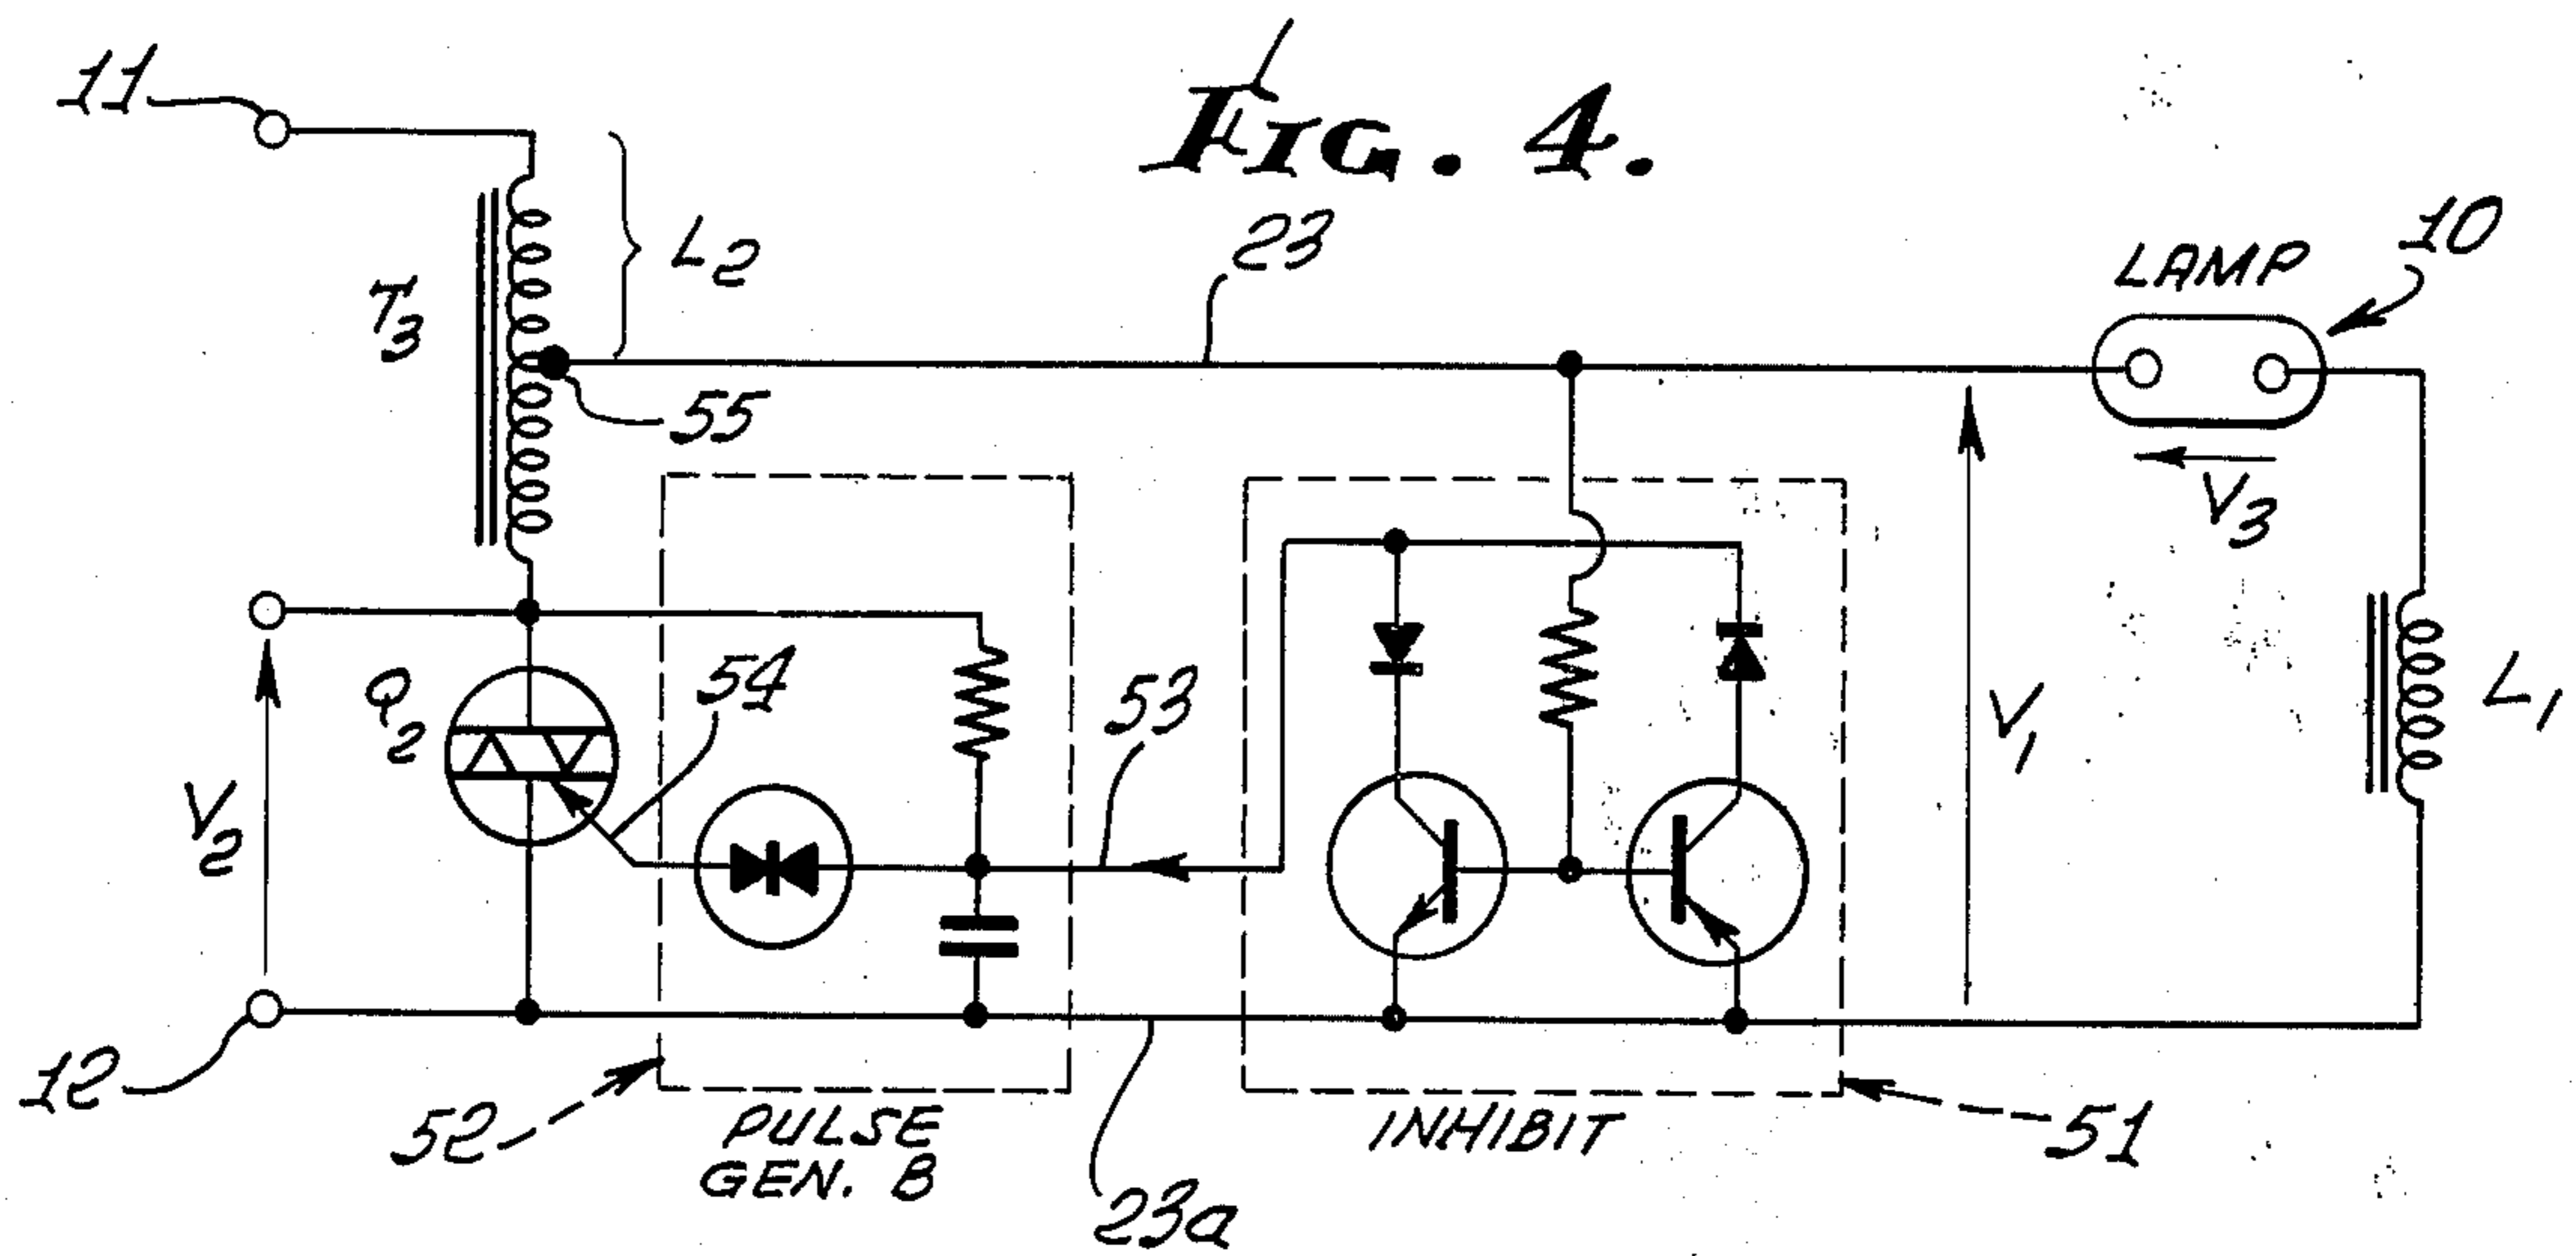 FIG. 4.
11
L2
T3
23
LAMP
10
55
V3
Q2
54
53
V1
L1
V2
12
52
PULSE
GEN. B
INHIBIT
51
23a